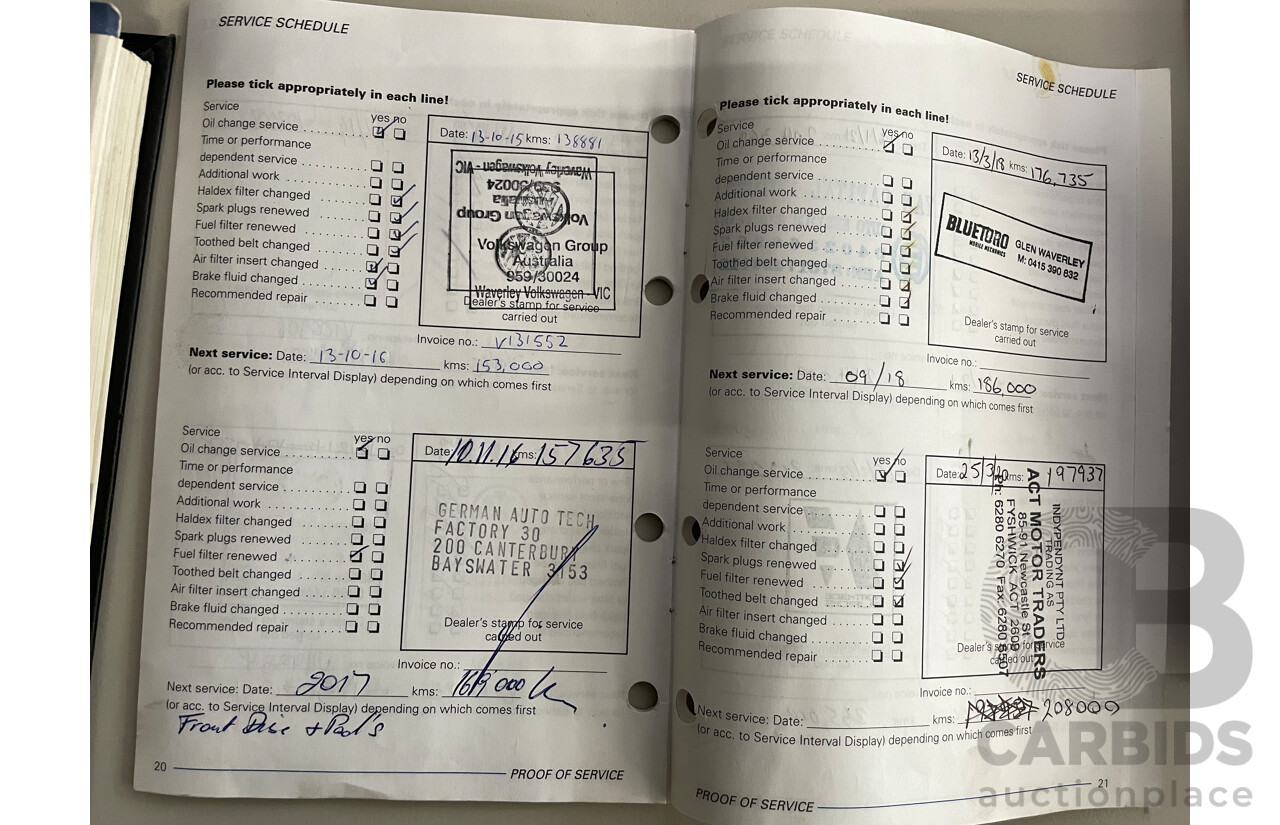 SERVICE SCHEDULE
Please tick appropriately in each line!
Service
yes no
Oil change service
Time or performance
dependent service
Additional work
Haldex filter changed
Spark plugs renewed
Fuel filter renewed
Toothed belt changed
Air filter insert changed
Brake fluid changed
Recommended repair
Date: 13-10-15 kms: 138881
Waverley Volkswagen - VIC
959/30024
Australia
Volkswagen Group
Volkswagen Group
Australia
959/30024
Waverley Volkswagen - VIC
Dealer's stamp for service
carried out
Invoice no.: V131552
Next service: Date: 13-10-16 kms: 153,000
(or acc. to Service Interval Display) depending on which comes first
Service
yes no
Oil change service
Time or performance
dependent service
Additional work
Haldex filter changed
Spark plugs renewed
Fuel filter renewed
Toothed belt changed
Air filter insert changed
Brake fluid changed
Recommended repair
Date: 10.11.16 kms: 157635
GERMAN AUTO TECH
FACTORY 30
200 CANTERBURY
BAYSWATER 3153
Dealer's stamp for service
carried out
Invoice no.:
Next service: Date: 2017 kms:
(or acc. to Service Interval Display) depending on which comes first
Front Disc + Pad's
20
PROOF OF SERVICE
SERVICE SCHEDULE
Please tick appropriately in each line!
Service
yes no
Oil change service
Time or performance
dependent service
Additional work
Haldex filter changed
Spark plugs renewed
Fuel filter renewed
Toothed belt changed
Air filter insert changed
Brake fluid changed
Recommended repair
Date: 13/3/18 kms: 176,735
BLUETORO
MOBILE MECHANICS
GLEN WAVERLEY
M: 0415 390 832
Dealer's stamp for service
carried out
Invoice no.:
Next service: Date: 09/18 kms: 186,000
(or acc. to Service Interval Display) depending on which comes first
Service
yes no
Oil change service
Time or performance
dependent service
Additional work
Haldex filter changed
Spark plugs renewed
Fuel filter renewed
Toothed belt changed
Air filter insert changed
Brake fluid changed
Recommended repair
Date: 25/3/20 kms: 197937
INDYPENDYNT PTY LTD
TRADING AS
ACT MOTOR TRADERS
85-91 Newcastle St
FYSHWICK ACT 2609
Ph: 6280 6270 Fax: 6280 6507
Dealer's stamp for service
carried out
Invoice no.:
Next service: Date: kms: 208000
(or acc. to Service Interval Display) depending on which comes first
21
PROOF OF SERVICE
CARBIDS
auctionplace